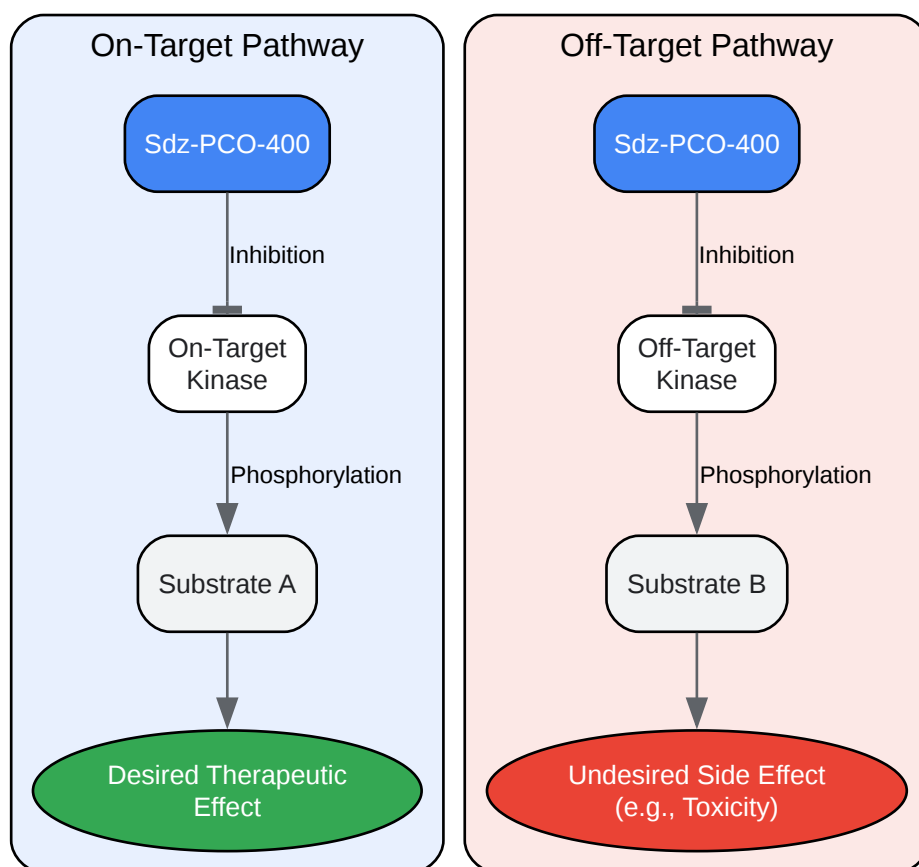 On-Target Pathway
Sdz-PCO-400
Inhibition
On-Target
Kinase
Phosphorylation
Substrate A
Desired Therapeutic
Effect
Off-Target Pathway
Sdz-PCO-400
Inhibition
Off-Target
Kinase
Phosphorylation
Substrate B
Undesired Side Effect
(e.g., Toxicity)